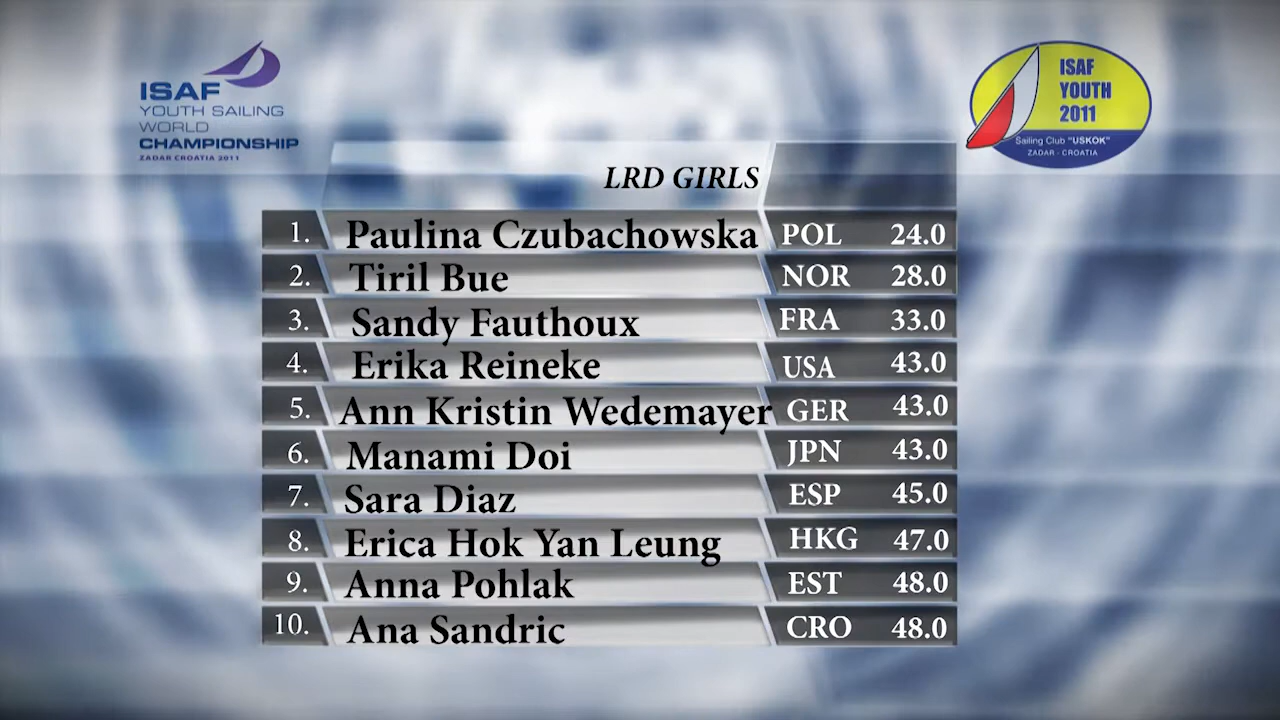 ISAF
YOUTH SAILING
WORLD
CHAMPIONSHIP
ZADAR CROATIA 2011
ISAF
YOUTH
2011
Sailing Club "USKOK"
ZADAR - CROATIA
LRD GIRLS
1. Paulina Czubachowska POL 24.0
2. Tiril Bue NOR 28.0
3. Sandy Fauthoux FRA 33.0
4. Erika Reineke USA 43.0
5. Ann Kristin Wedemayer GER 43.0
6. Manami Doi JPN 43.0
7. Sara Diaz ESP 45.0
8. Erica Hok Yan Leung HKG 47.0
9. Anna Pohlak EST 48.0
10. Ana Sandric CRO 48.0